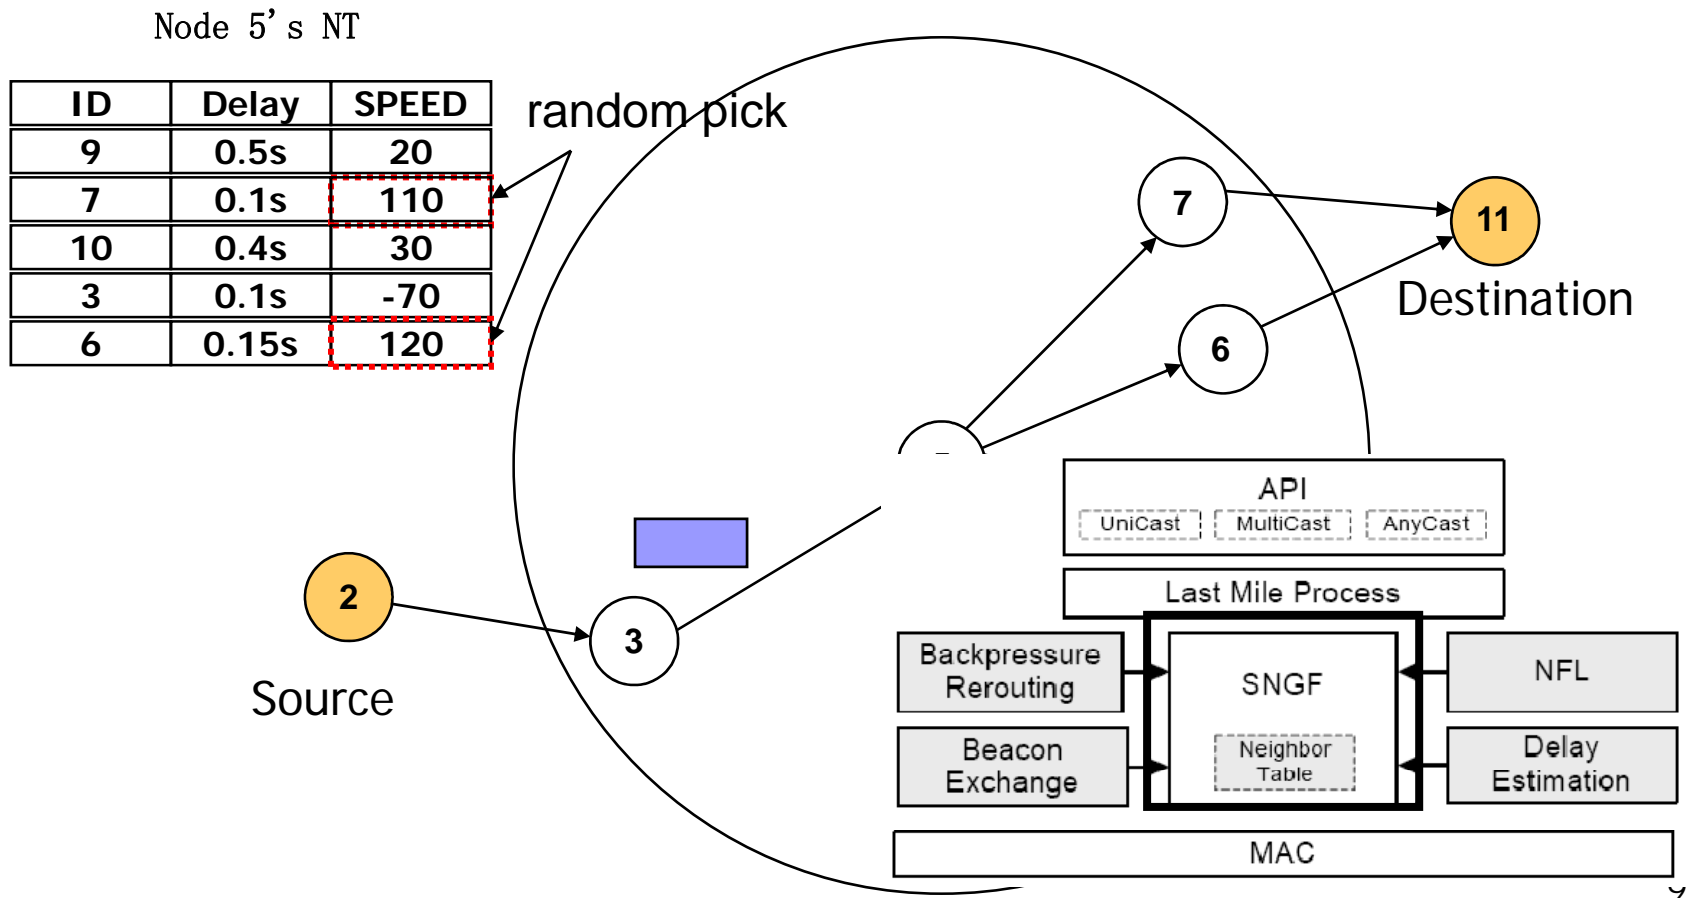 Node 5's NT
ID Delay SPEED
9 0.5s 20
7 0.1s 110
10 0.4s 30
3 0.1s -70
6 0.15s 120
random pick
7
11
Destination
6
2
3
Source
API
UniCast MultiCast AnyCast
Last Mile Process
Backpressure
Rerouting
SNGF
NFL
Beacon
Exchange
Neighbor
Table
Delay
Estimation
MAC